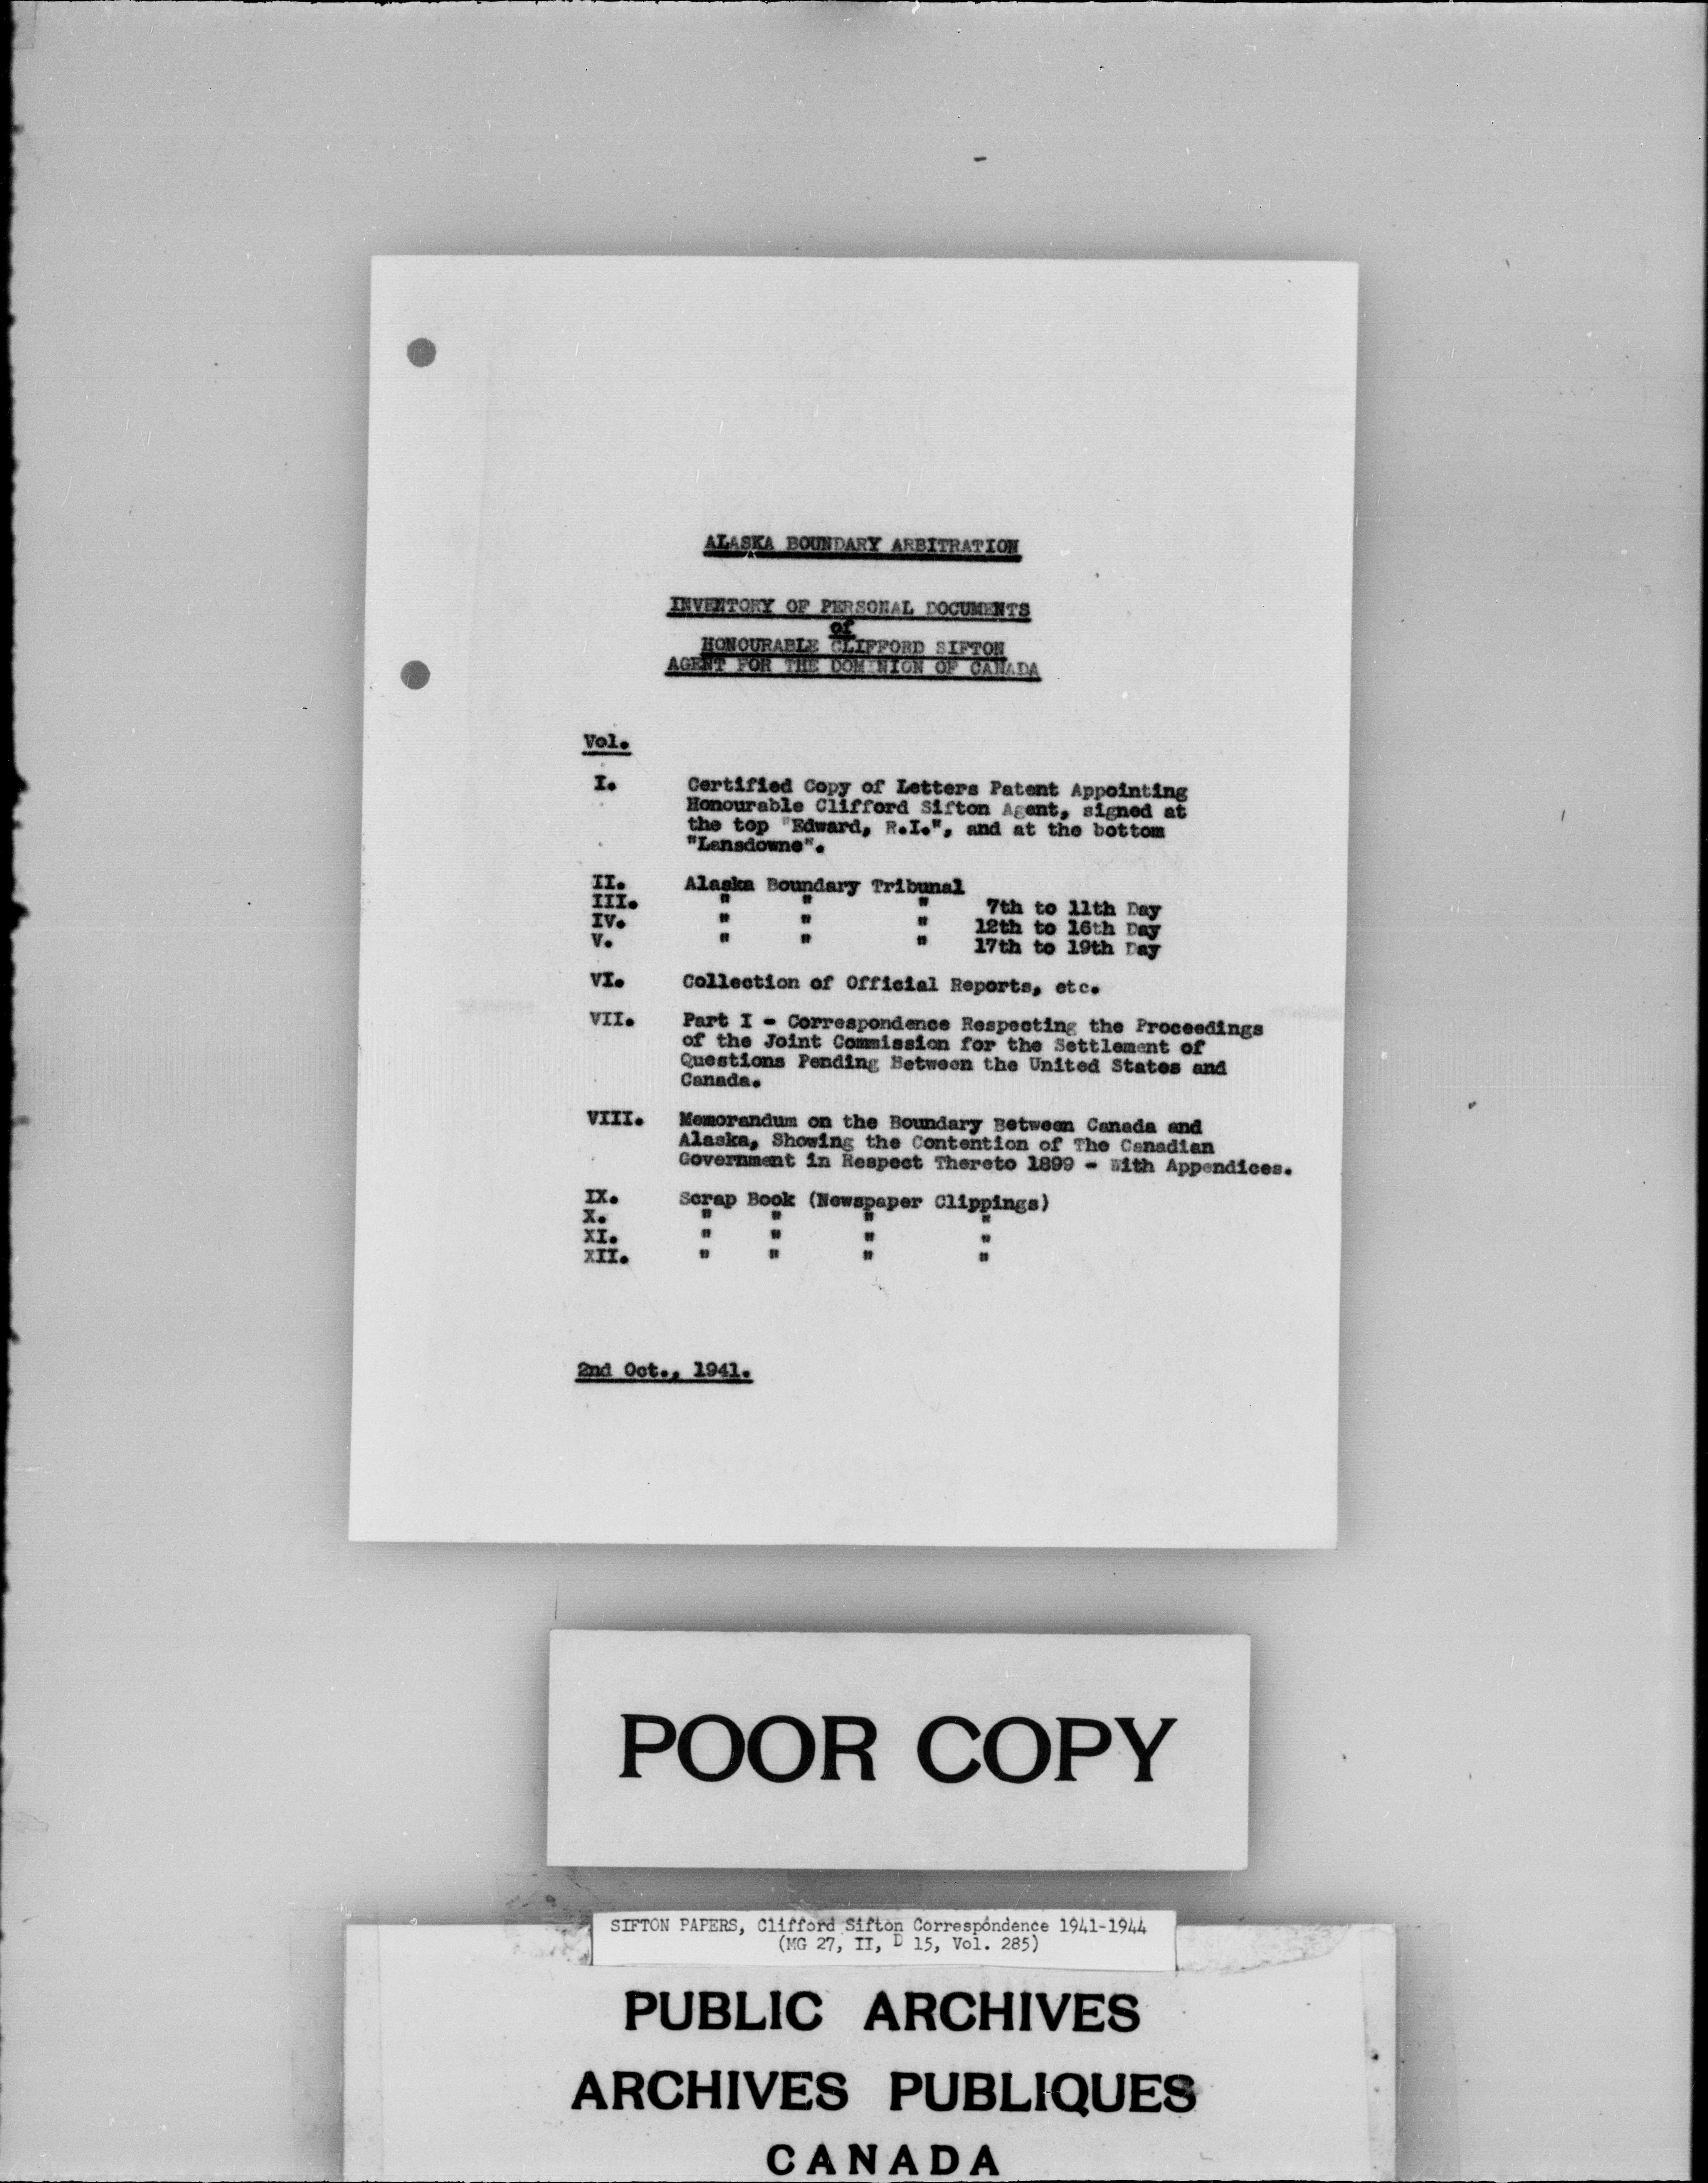 ALASKA BOUNDARY ARBITRATION
INVENTORY OF PERSONAL DOCUMENTS
of
HONOURABLE CLIFFORD SIFTON
AGENT FOR THE DOMINION OF CANADA
Vol.
I. Certified Copy of Letters Patent Appointing
Honourable Clifford Sifton Agent, signed at
the top "Edward, R.I.", and at the bottom
"Lansdowne".
II. Alaska Boundary Tribunal
III. " " " 7th to 11th Day
IV. " " " 12th to 16th Day
V. " " " 17th to 19th Day
VI. Collection of Official Reports, etc.
VII. Part I - Correspondence Respecting the Proceedings
of the Joint Commission for the Settlement of
Questions Pending Between the United States and
Canada.
VIII. Memorandum on the Boundary Between Canada and
Alaska, Showing the Contention of The Canadian
Government in Respect Thereto 1899 - With Appendices.
IX. Scrap Book (Newspaper Clippings)
X. " " " "
XI. " " " "
XII. " " " "
2nd Oct., 1941.
POOR COPY
SIFTON PAPERS, Clifford Sifton Correspondence 1941-1944
(MG 27, II, D 15, Vol. 285)
PUBLIC ARCHIVES
ARCHIVES PUBLIQUES
CANADA